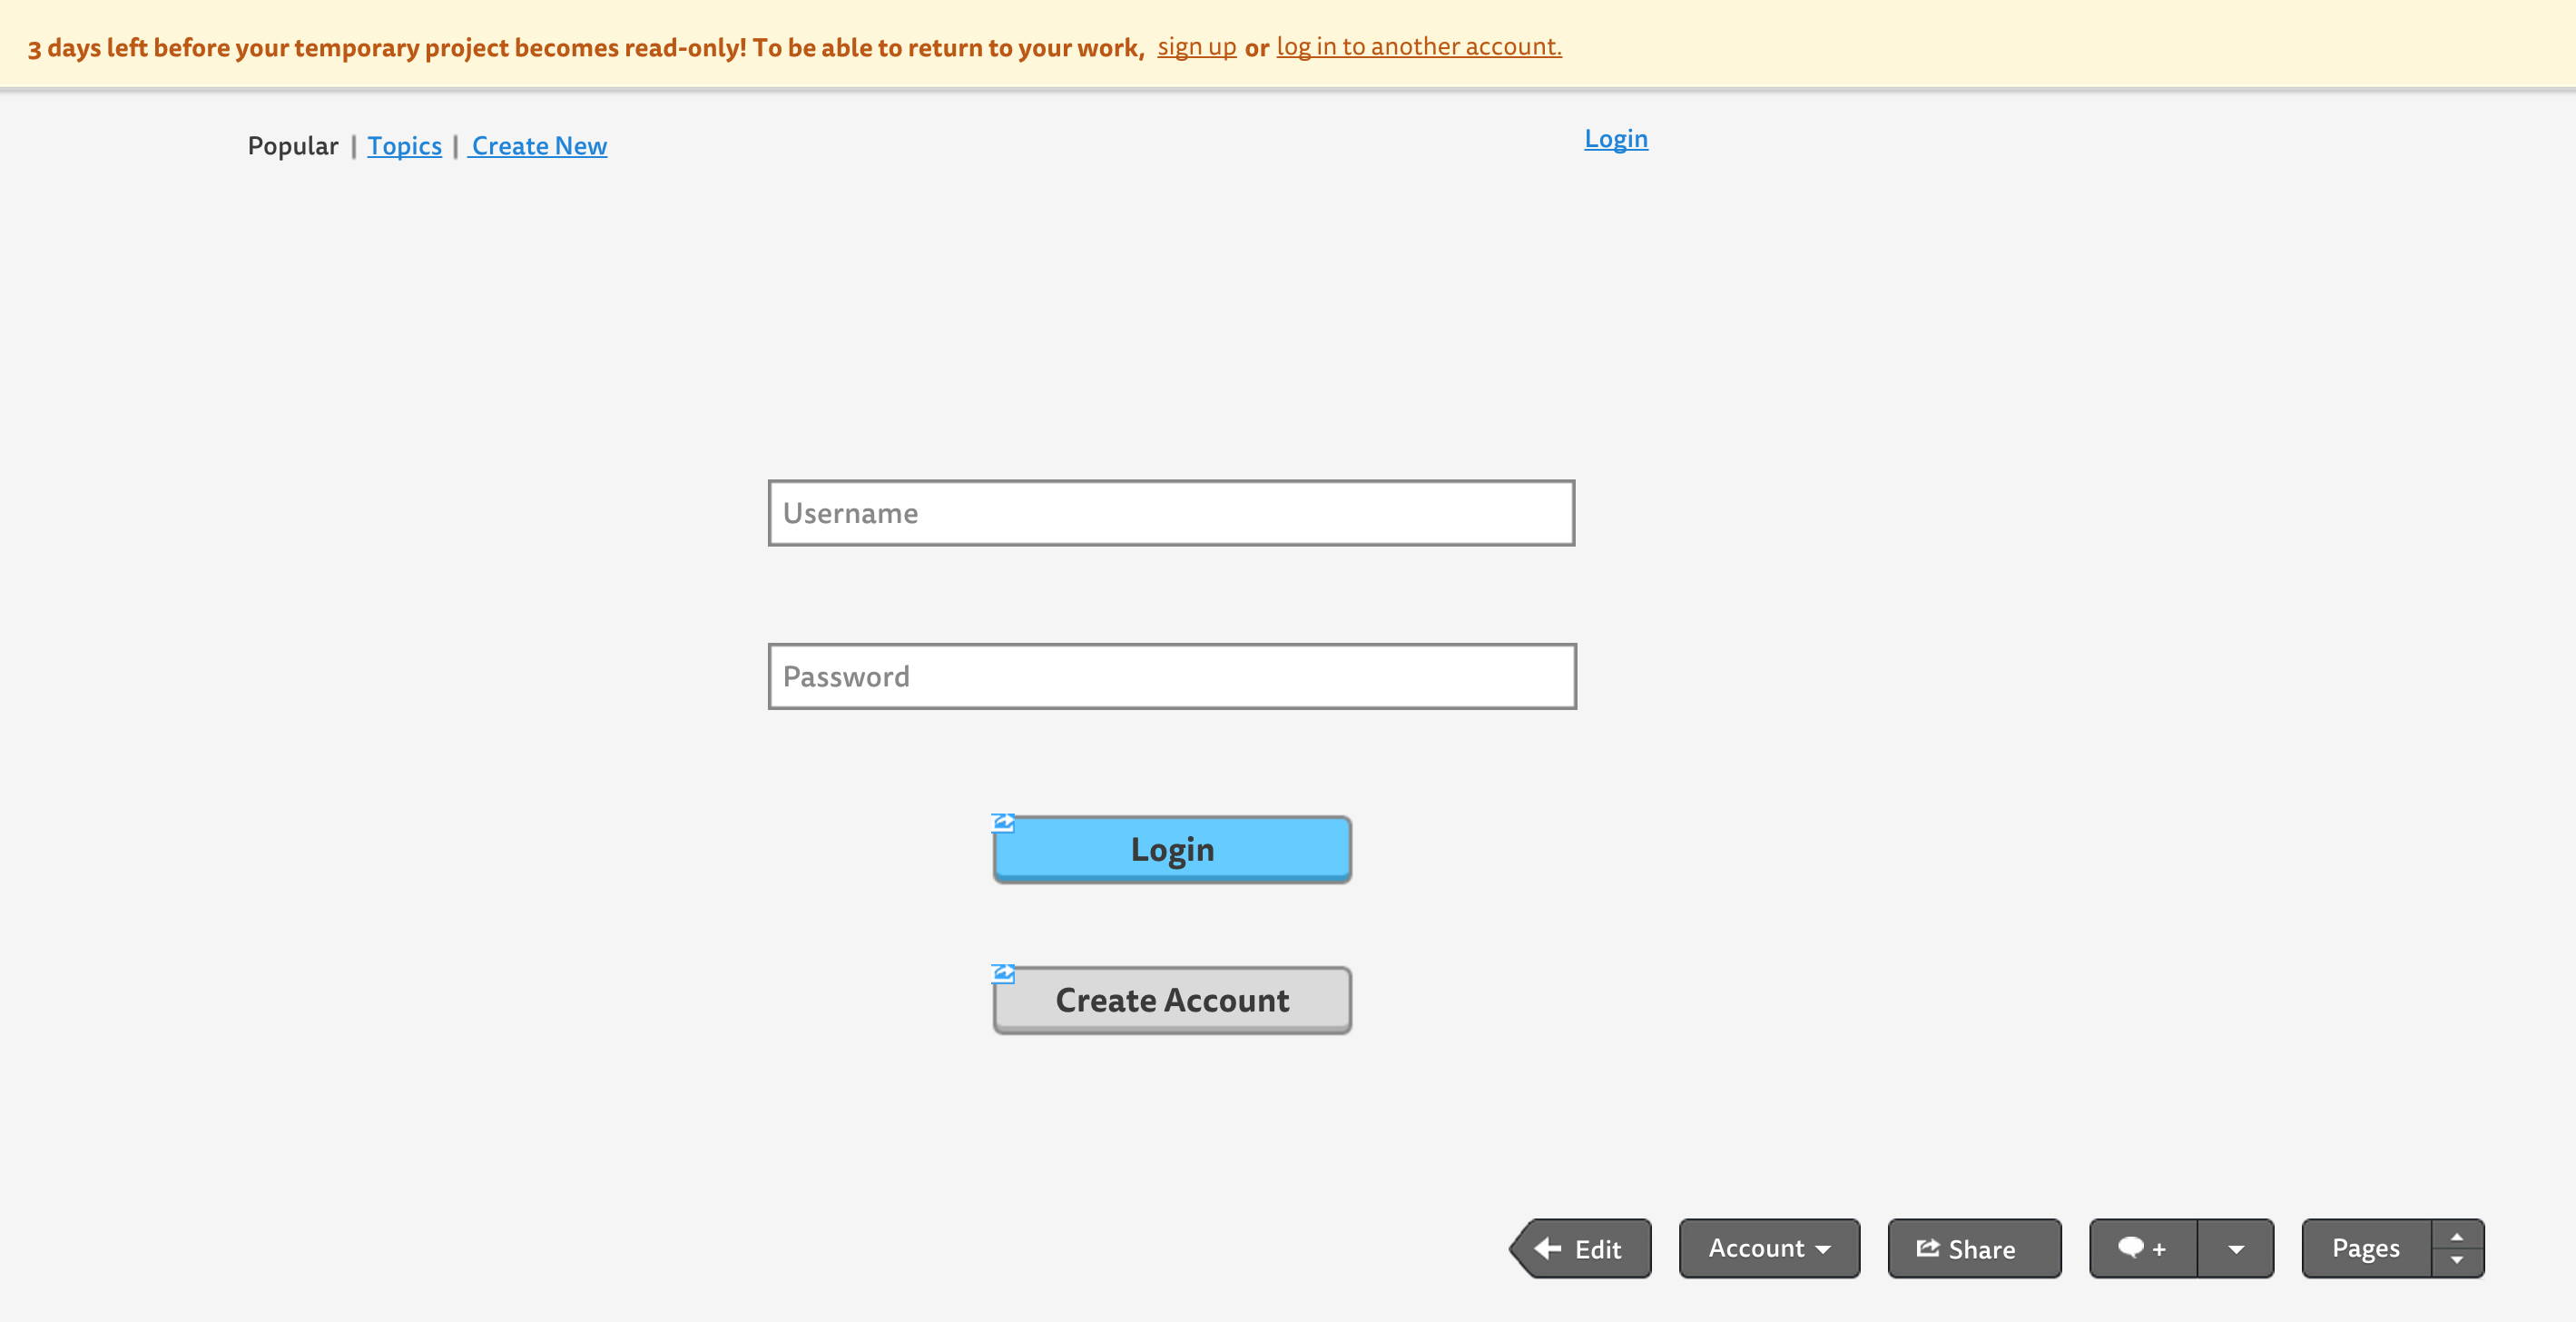 3 days left before your temporary project becomes read-only! To be able to return to your work, sign up or log in to another account.
Popular | Topics | Create New
Login
Username
Password
Login
Create Account
Edit
Account
Share
+
Pages